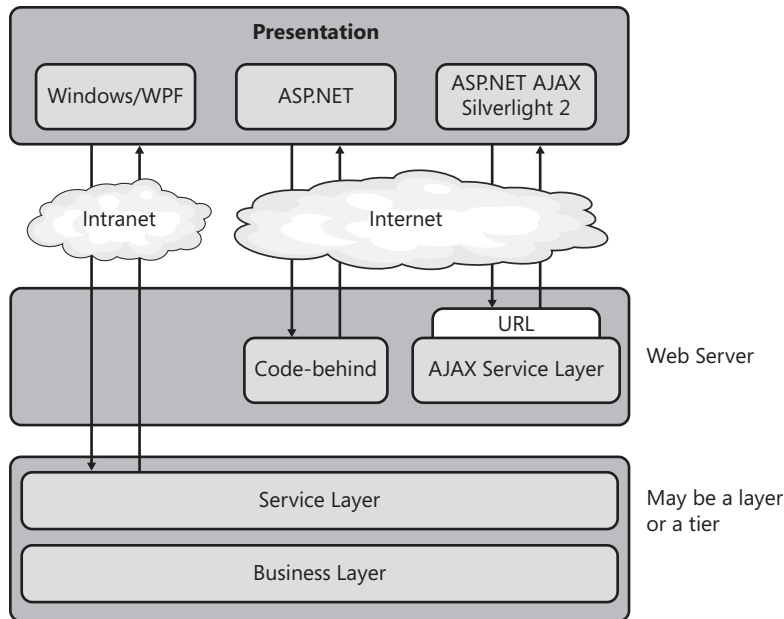 Presentation
Windows/WPF
ASP.NET
ASP.NET AJAX
Silverlight 2
Intranet
Internet
URL
Code-behind
AJAX Service Layer
Web Server
Service Layer
May be a layer
or a tier
Business Layer